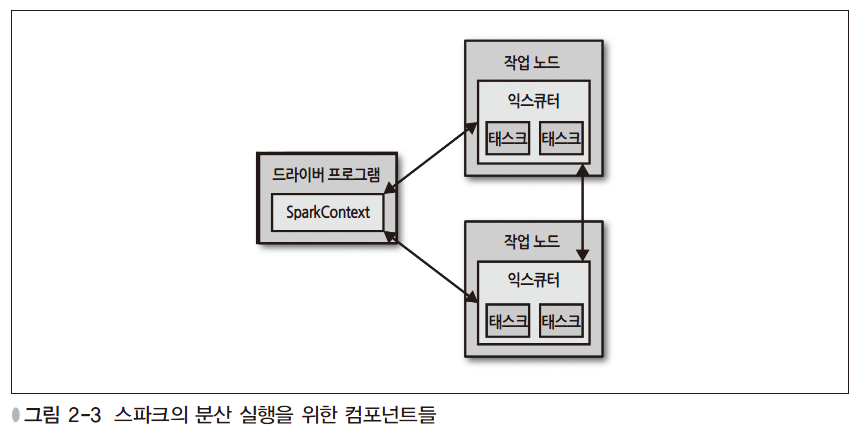 작업 노드
익스큐터
태스크 태스크
드라이버 프로그램
SparkContext
작업 노드
익스큐터
태스크 태스크
그림 2-3 스파크의 분산 실행을 위한 컴포넌트들